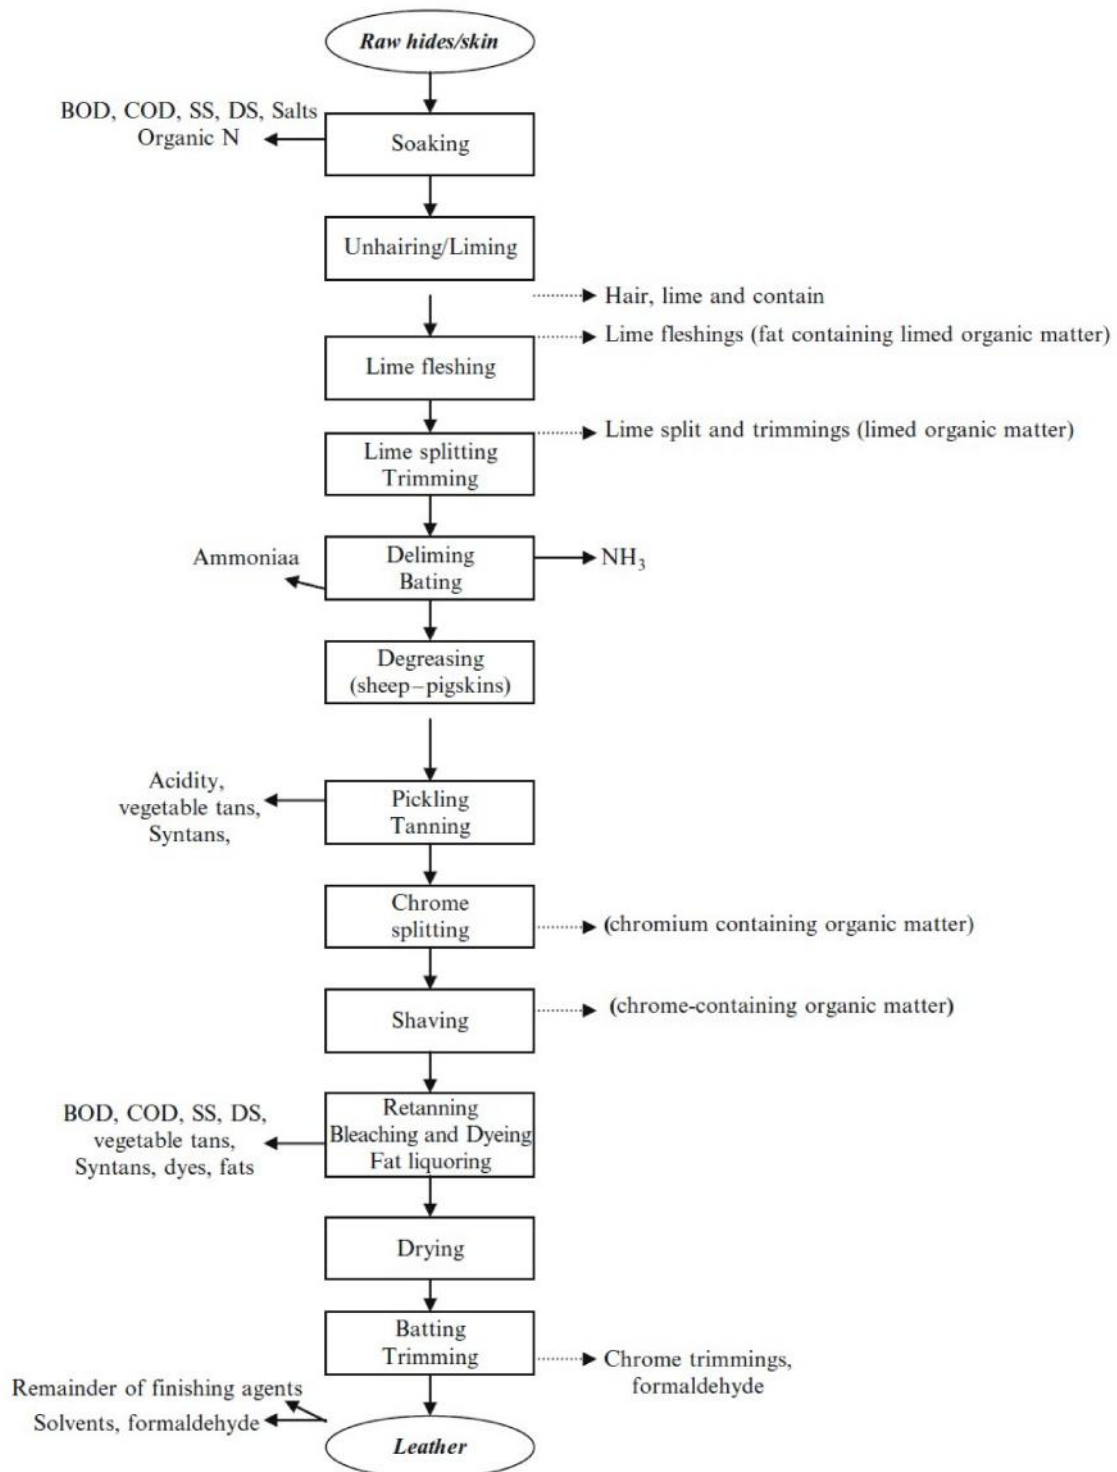 Raw hides/skin
BOD, COD, SS, DS, Salts
Organic N
Soaking
Unhairing/Liming
Hair, lime and contain
Lime fleshings (fat containing limed organic matter)
Lime fleshing
Lime split and trimmings (limed organic matter)
Lime splitting
Trimming
Ammoniaa
Deliming
Bating
NH₃
Degreasing
(sheep–pigskins)
Acidity,
vegetable tans,
Syntans,
Pickling
Tanning
Chrome
splitting
(chromium containing organic matter)
Shaving
(chrome-containing organic matter)
BOD, COD, SS, DS,
vegetable tans,
Syntans, dyes, fats
Retanning
Bleaching and Dyeing
Fat liquoring
Drying
Batting
Trimming
Chrome trimmings,
formaldehyde
Remainder of finishing agents
Solvents, formaldehyde
Leather